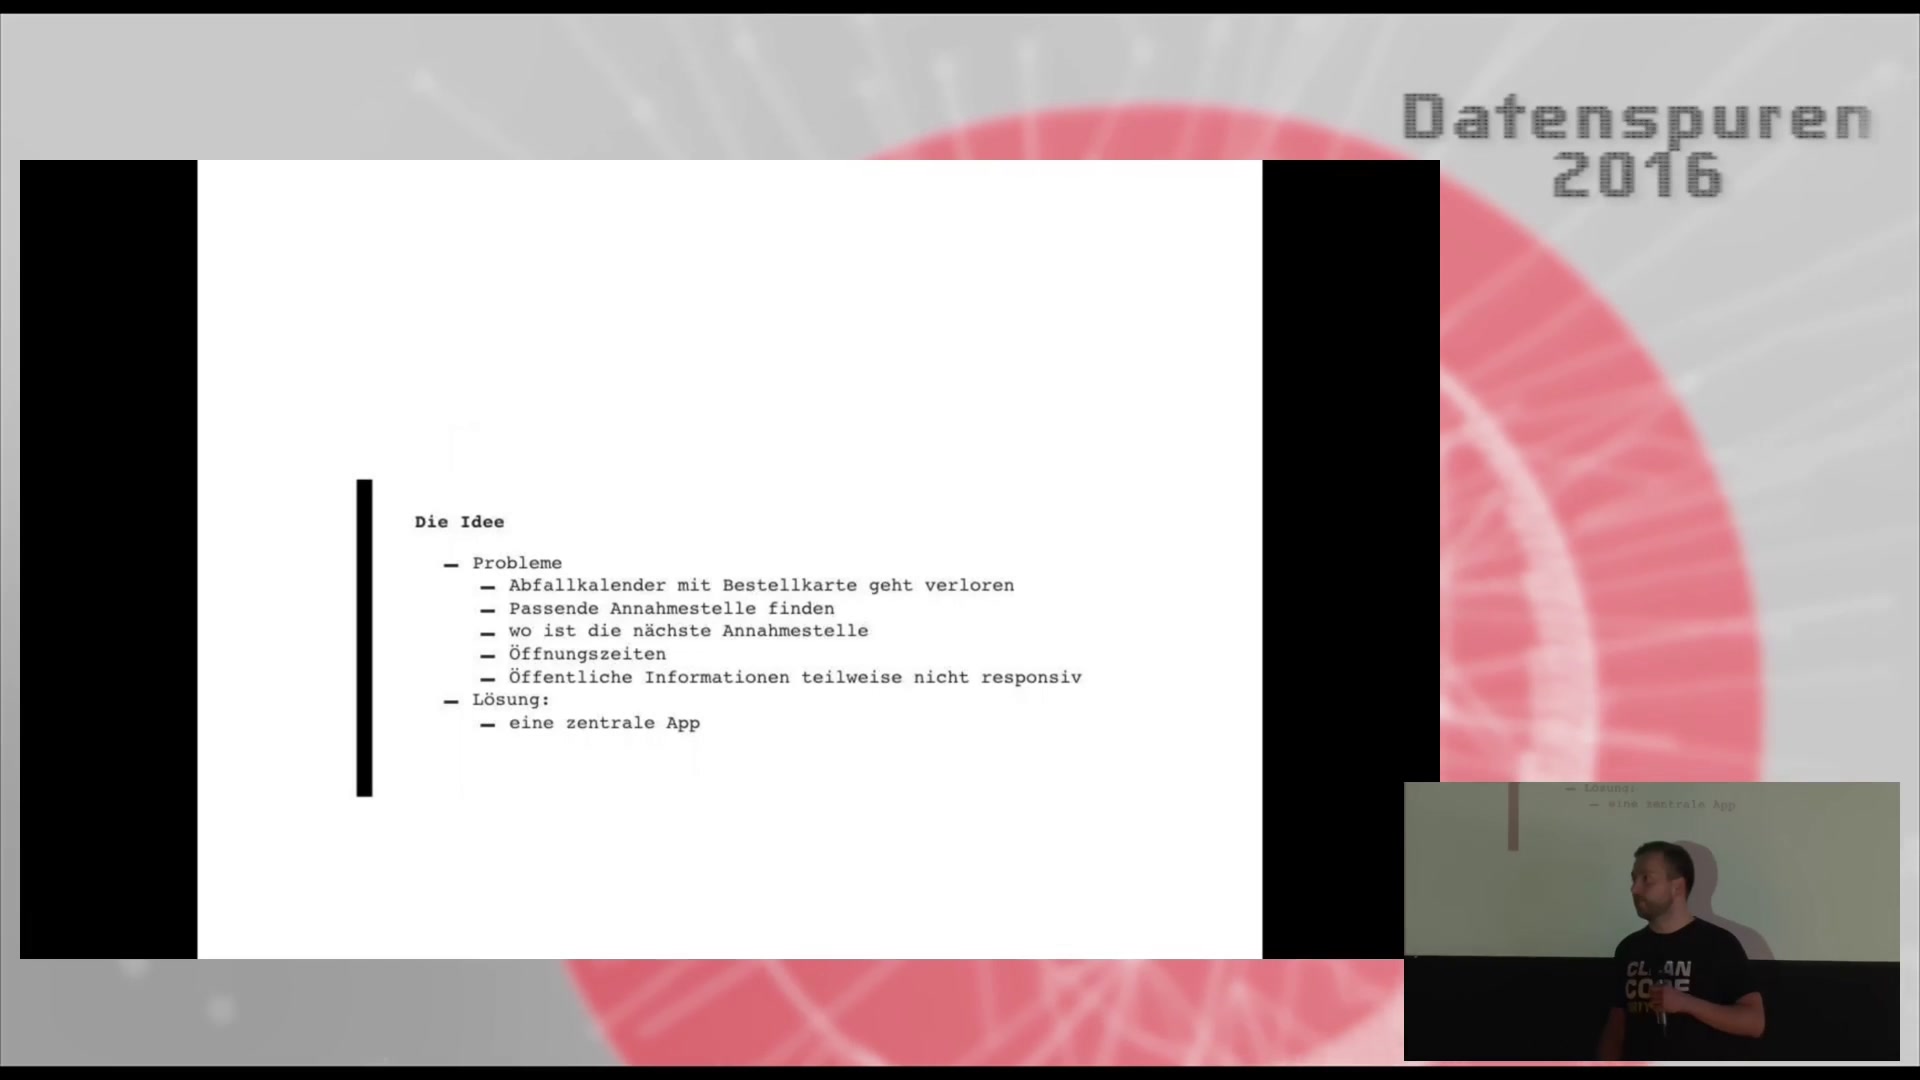 Datenspuren
2016
Die Idee
– Probleme
– Abfallkalender mit Bestellkarte geht verloren
– Passende Annahmestelle finden
– wo ist die nächste Annahmestelle
– Öffnungszeiten
– Öffentliche Informationen teilweise nicht responsiv
– Lösung:
– eine zentrale App
– Lösung:
– eine zentrale App
CLEAN
CODE